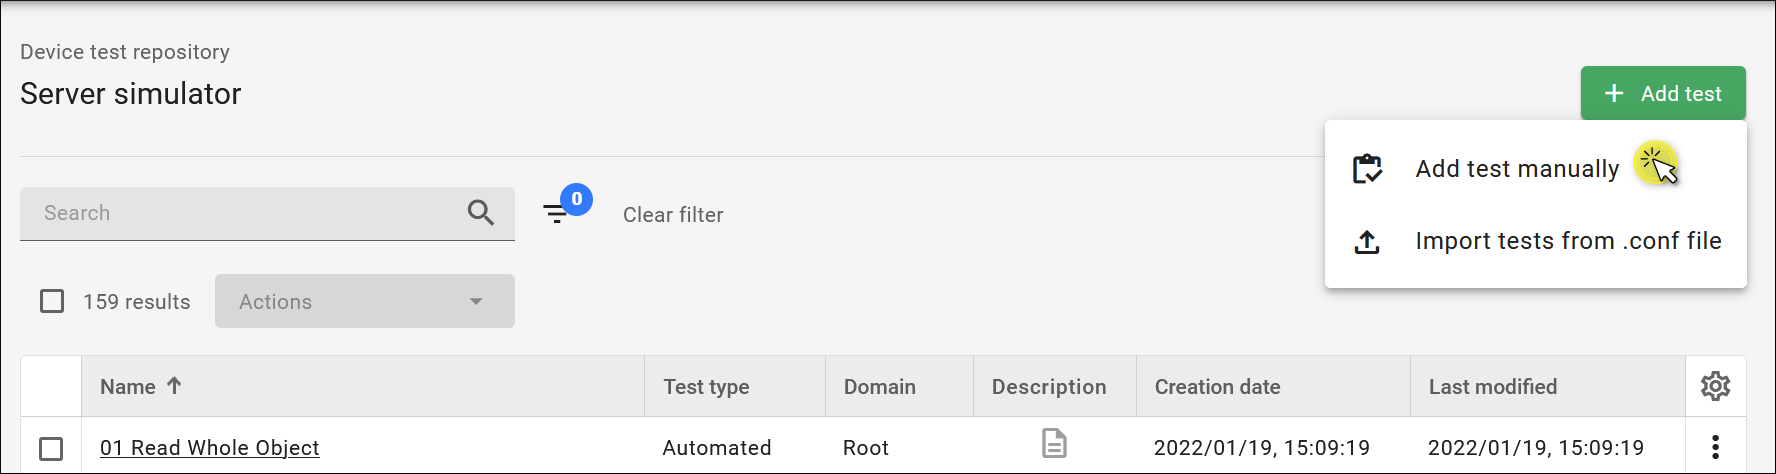 Device test repository
Server simulator
Add test
Add test manually
Import tests from .conf file
Search
0
Clear filter
159 results
Actions
Name Test type Domain Description Creation date Last modified
01 Read Whole Object Automated Root 2022/01/19, 15:09:19 2022/01/19, 15:09:19